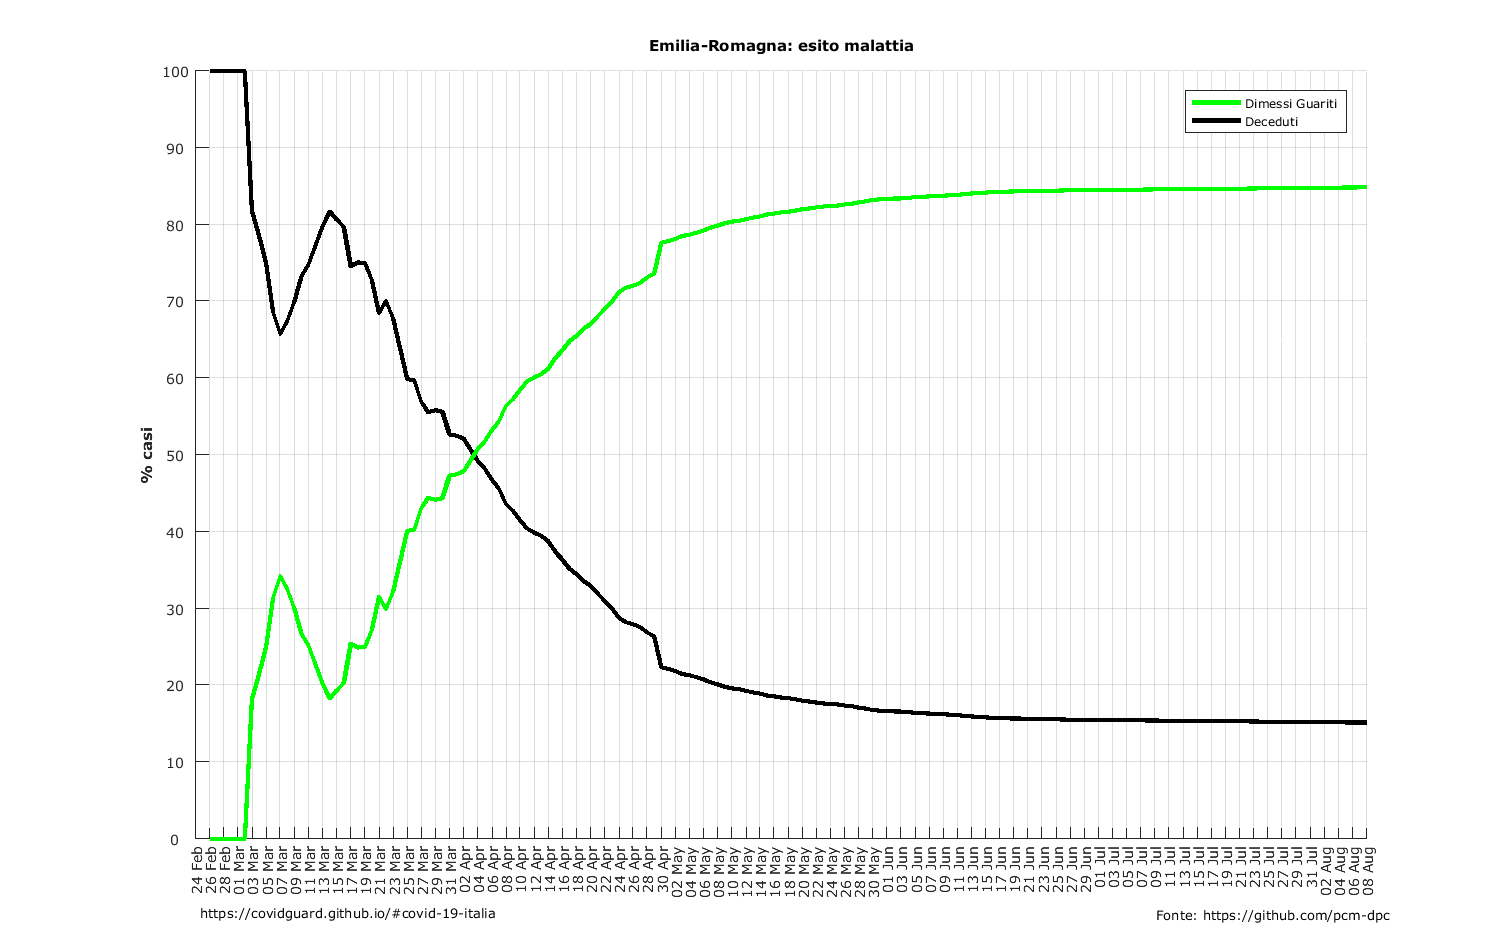 Emilia-Romagna: esito malattia
100
90
80
70
60
50
40
30
20
10
0
% casi
Dimessi Guariti
Deceduti
24 Feb
26 Feb
28 Feb
01 Mar
03 Mar
05 Mar
07 Mar
09 Mar
11 Mar
13 Mar
15 Mar
17 Mar
19 Mar
21 Mar
23 Mar
25 Mar
27 Mar
29 Mar
31 Mar
02 Apr
04 Apr
06 Apr
08 Apr
10 Apr
12 Apr
14 Apr
16 Apr
18 Apr
20 Apr
22 Apr
24 Apr
26 Apr
28 Apr
30 Apr
02 May
04 May
06 May
08 May
10 May
12 May
14 May
16 May
18 May
20 May
22 May
24 May
26 May
28 May
30 May
01 Jun
03 Jun
05 Jun
07 Jun
09 Jun
11 Jun
13 Jun
15 Jun
17 Jun
19 Jun
21 Jun
23 Jun
25 Jun
27 Jun
29 Jun
01 Jul
03 Jul
05 Jul
07 Jul
09 Jul
11 Jul
13 Jul
15 Jul
17 Jul
19 Jul
21 Jul
23 Jul
25 Jul
27 Jul
29 Jul
31 Jul
02 Aug
04 Aug
06 Aug
08 Aug
https://covidguard.github.io/#covid-19-italia
Fonte: https://github.com/pcm-dpc